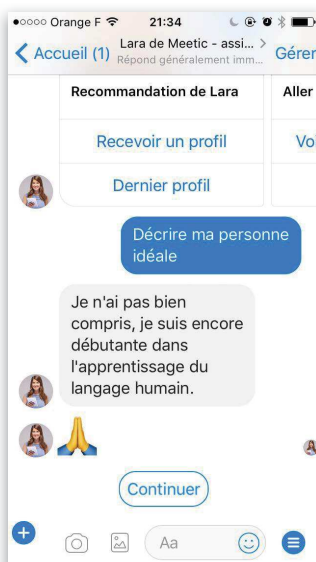 Orange F 21:34
Accueil (1) Lara de Meetic - assi... Gérer
Répond généralement imm...
Recommandation de Lara Aller
Recevoir un profil
Dernier profil
Décrire ma personne
idéale
Je n'ai pas bien
compris, je suis encore
débutante dans
l'apprentissage du
langage humain.
Continuer
Aa